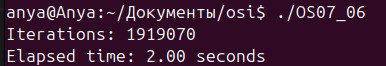 anya@Anya:~/Документы/osi$ ./OS07_06
Iterations: 1919070
Elapsed time: 2.00 seconds